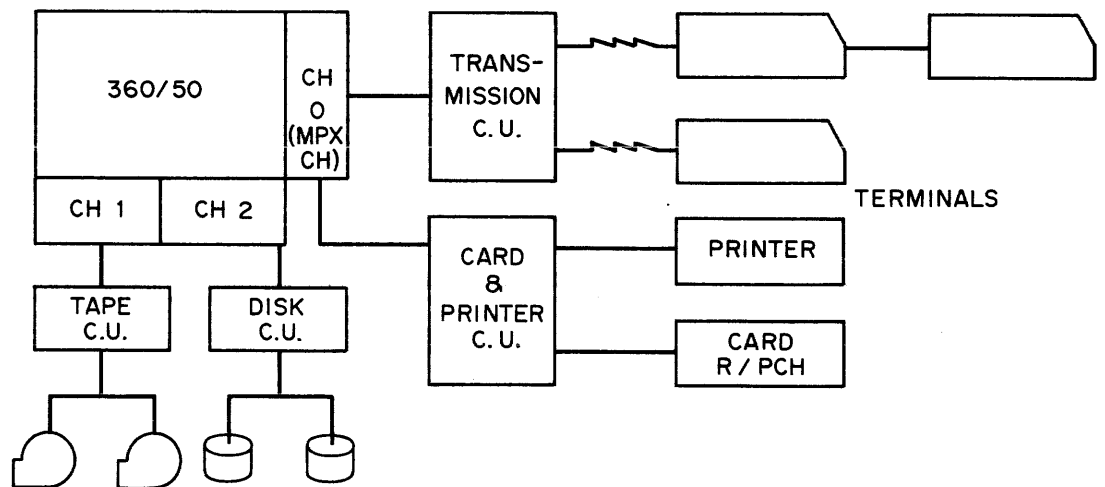 360/50
CH
0
(MPX
CH)
CH 1
CH 2
TRANS-
MISSION
C. U.
TERMINALS
CARD
&
PRINTER
C. U.
PRINTER
CARD
R / PCH
TAPE
C.U.
DISK
C.U.